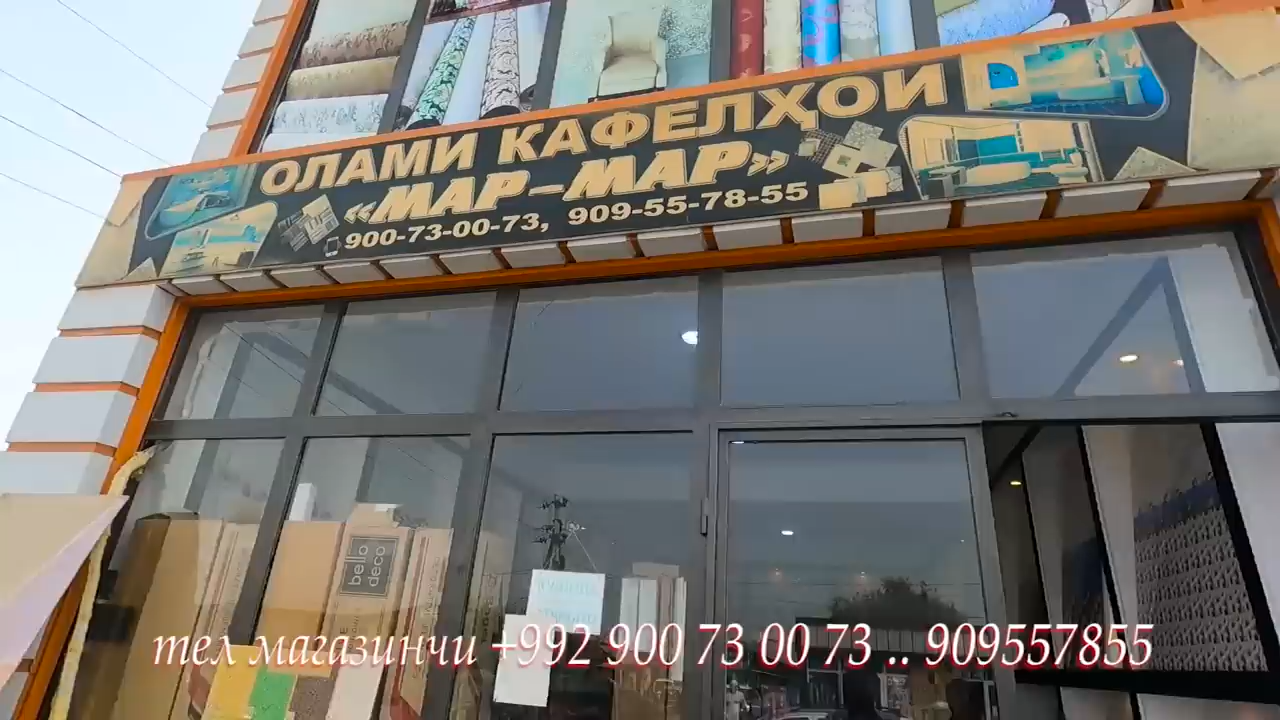 ОЛАМИ КАФЕЛҲОИ
«МАР-МАР»
900-73-00-73, 909-55-78-55
bello
deco
тел магазинчи +992 900 73 00 73 .. 909557855